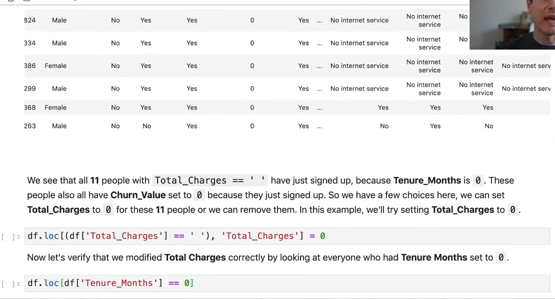 824 Male No Yes Yes 0 Yes ... No internet service No internet service No
334 Male No Yes Yes 0 Yes ... No internet service No internet service No
386 Female No Yes Yes 0 Yes ... No internet service No internet service No internet serv
299 Male No Yes Yes 0 Yes ... No internet service No internet service No internet serv
368 Female No Yes Yes 0 Yes ... Yes Yes Yes
263 Male No No Yes 0 Yes ... No Yes No
We see that all 11 people with Total_Charges == ' ' have just signed up, because Tenure_Months is 0 . These
people also all have Churn_Value set to 0 because they just signed up. So we have a few choices here, we can set
Total_Charges to 0 for these 11 people or we can remove them. In this example, we'll try setting Total_Charges to 0 .
[ ]: df.loc[(df['Total_Charges'] == ' '), 'Total_Charges'] = 0
Now let's verify that we modified Total Charges correctly by looking at everyone who had Tenure Months set to 0 .
[ ]: df.loc[df['Tenure_Months'] == 0]